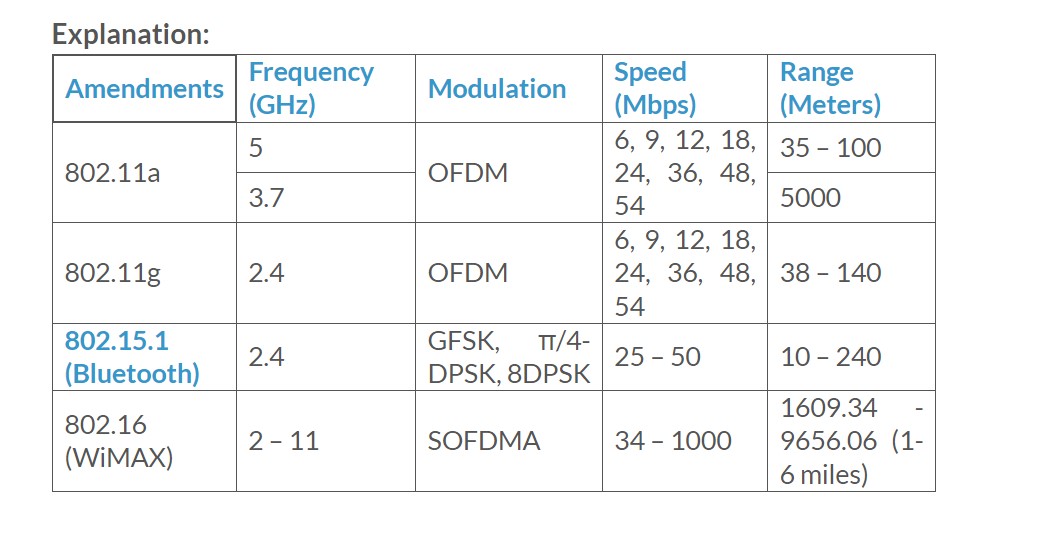 Explanation:
Amendments Frequency (GHz) Modulation Speed (Mbps) Range (Meters)
802.11a 5 OFDM 6, 9, 12, 18, 24, 36, 48, 54 35 – 100
3.7 5000
802.11g 2.4 OFDM 6, 9, 12, 18, 24, 36, 48, 54 38 – 140
802.15.1 (Bluetooth) 2.4 GFSK, π/4-DPSK, 8DPSK 25 – 50 10 – 240
802.16 (WiMAX) 2 – 11 SOFDMA 34 – 1000 1609.34 - 9656.06 (1-6 miles)